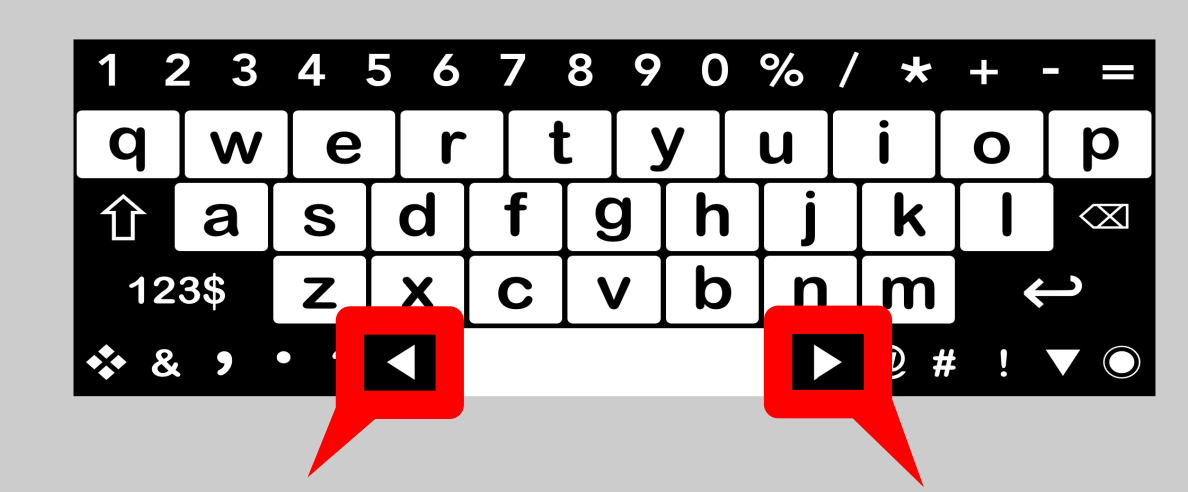 1 2 3 4 5 6 7 8 9 0 % / * + - =
q w e r t y u i o p
a s d f g h j k l
123$ z x c v b n m
& , . @ # !